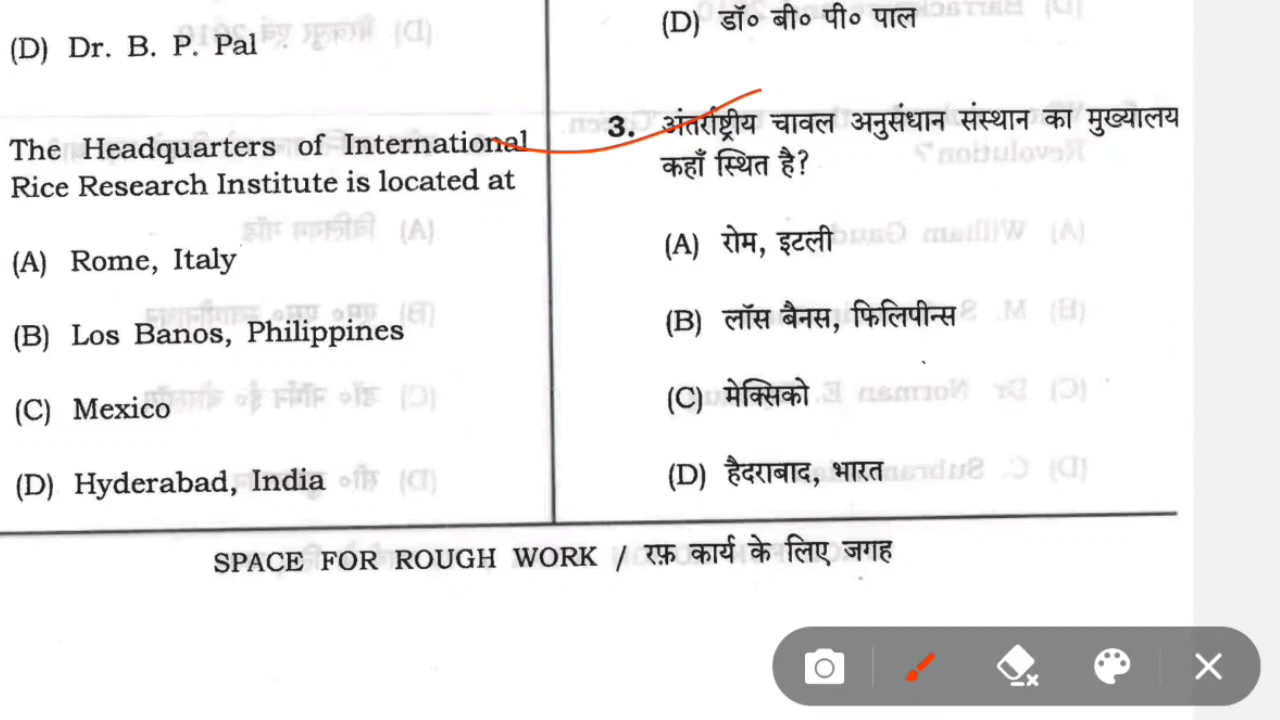 (D) Dr. B. P. Pal
The Headquarters of International
Rice Research Institute is located at
(A) Rome, Italy
(B) Los Banos, Philippines
(C) Mexico
(D) Hyderabad, India
(D) डॉ० बी० पी० पाल
3. अंतर्राष्ट्रीय चावल अनुसंधान संस्थान का मुख्यालय
कहाँ स्थित है?
(A) रोम, इटली
(B) लॉस बैनस, फिलिपीन्स
(C) मेक्सिको
(D) हैदराबाद, भारत
SPACE FOR ROUGH WORK / रफ़ कार्य के लिए जगह